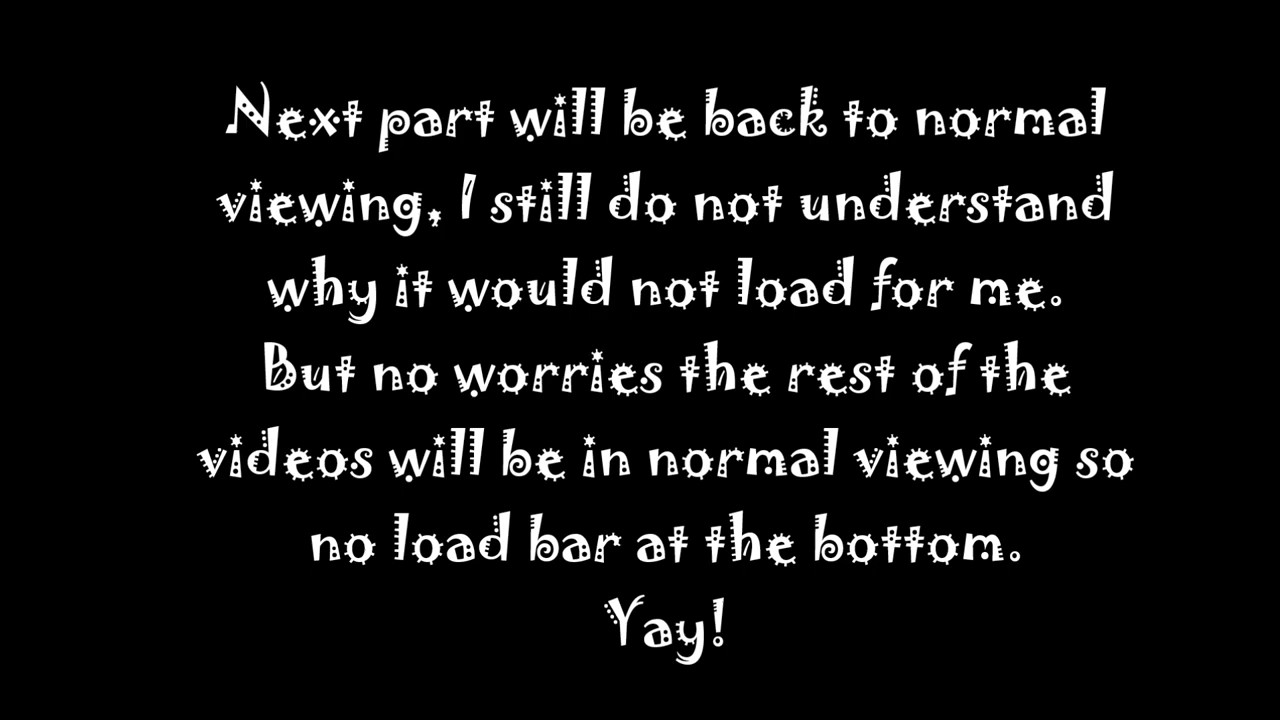 Next part will be back to normal
viewing, I still do not understand
why it would not load for me.
But no worries the rest of the
videos will be in normal viewing so
no load bar at the bottom.
Yay!